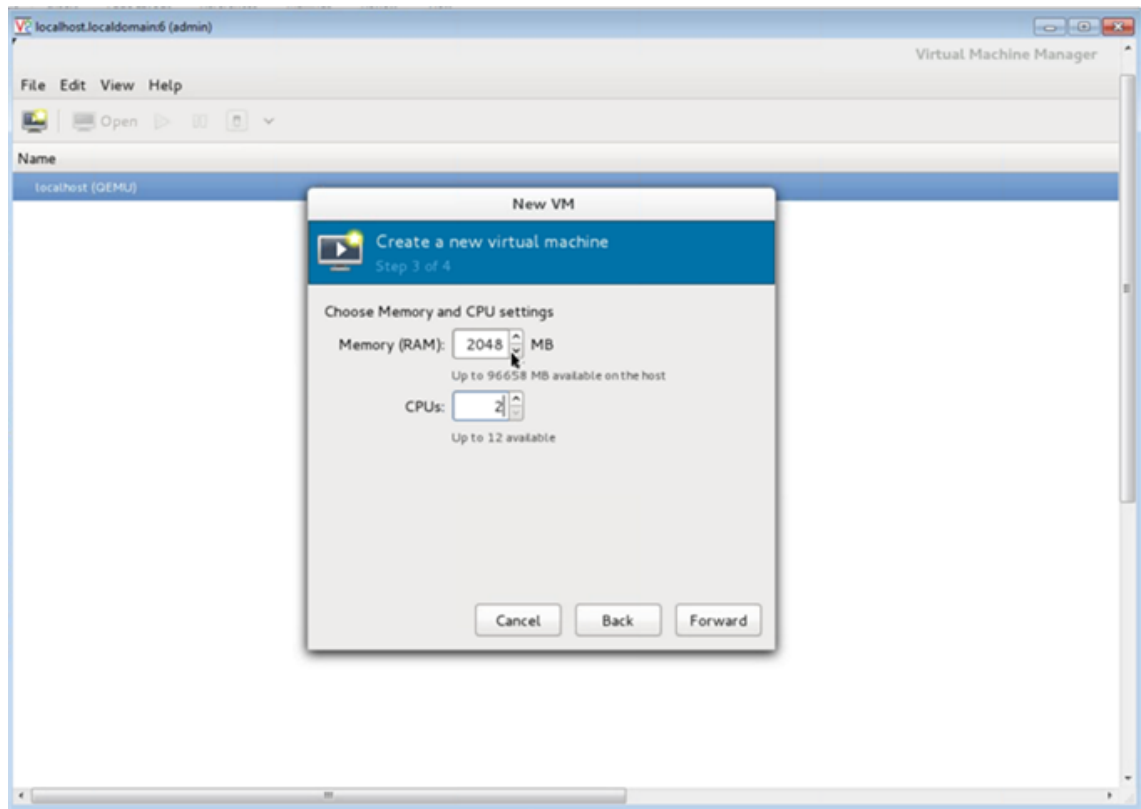 localhost.localdomain:6 (admin)
Virtual Machine Manager
File Edit View Help
Open
Name
localhost (QEMU)
New VM
Create a new virtual machine
Step 3 of 4
Choose Memory and CPU settings
Memory (RAM): 2048 MB
Up to 96658 MB available on the host
CPUs: 2
Up to 12 available
Cancel Back Forward